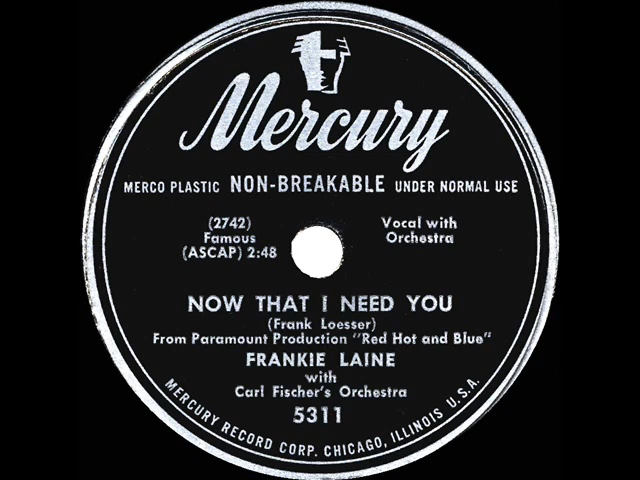 Mercury
MERCO PLASTIC NON-BREAKABLE UNDER NORMAL USE
(2742)
Famous
(ASCAP) 2:48
Vocal with
Orchestra
NOW THAT I NEED YOU
(Frank Loesser)
From Paramount Production "Red Hot and Blue"
FRANKIE LAINE
with
Carl Fischer's Orchestra
5311
MERCURY RECORD CORP. CHICAGO, ILLINOIS U.S.A.